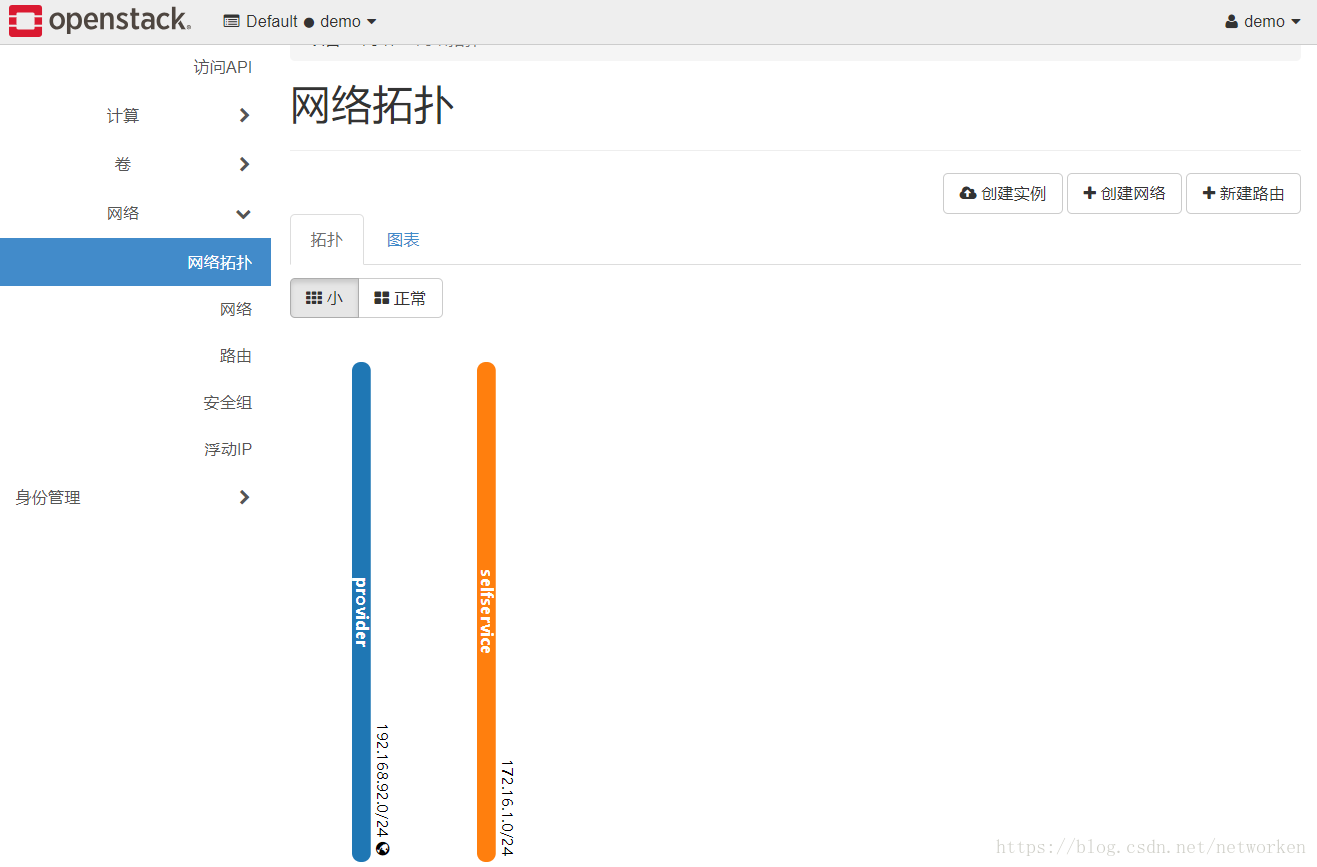 openstack.
Default ● demo
demo
访问API
计算
卷
网络
网络拓扑
网络
路由
安全组
浮动IP
身份管理
网络拓扑
创建实例
创建网络
新建路由
拓扑
图表
小
正常
provider
192.168.92.0/24
selfservice
172.16.1.0/24
https://blog.csdn.net/networken